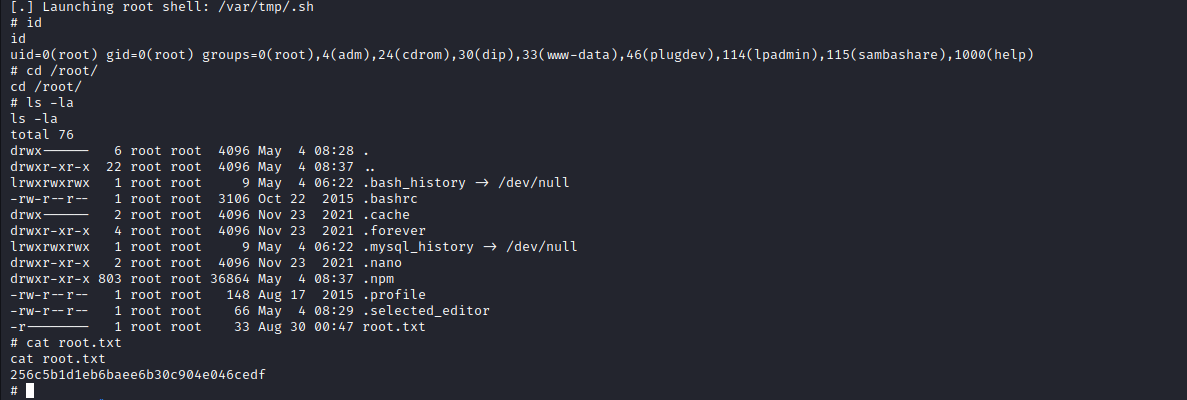 [.] Launching root shell: /var/tmp/.sh
# id
id
uid=0(root) gid=0(root) groups=0(root),4(adm),24(cdrom),30(dip),33(www-data),46(plugdev),114(lpadmin),115(sambashare),1000(help)
# cd /root/
cd /root/
# ls -la
ls -la
total 76
drwx------   6 root root  4096 May  4 08:28 .
drwxr-xr-x  22 root root  4096 May  4 08:37 ..
lrwxrwxrwx   1 root root     9 May  4 06:22 .bash_history -> /dev/null
-rw-r--r--   1 root root  3106 Oct 22  2015 .bashrc
drwx------   2 root root  4096 Nov 23  2021 .cache
drwxr-xr-x   4 root root  4096 Nov 23  2021 .forever
lrwxrwxrwx   1 root root     9 May  4 06:22 .mysql_history -> /dev/null
drwxr-xr-x   2 root root  4096 Nov 23  2021 .nano
drwxr-xr-x 803 root root 36864 May  4 08:37 .npm
-rw-r--r--   1 root root   148 Aug 17  2015 .profile
-rw-r--r--   1 root root    66 May  4 08:29 .selected_editor
-r--------   1 root root    33 Aug 30 00:47 root.txt
# cat root.txt
cat root.txt
256c5b1d1eb6baee6b30c904e046cedf
#